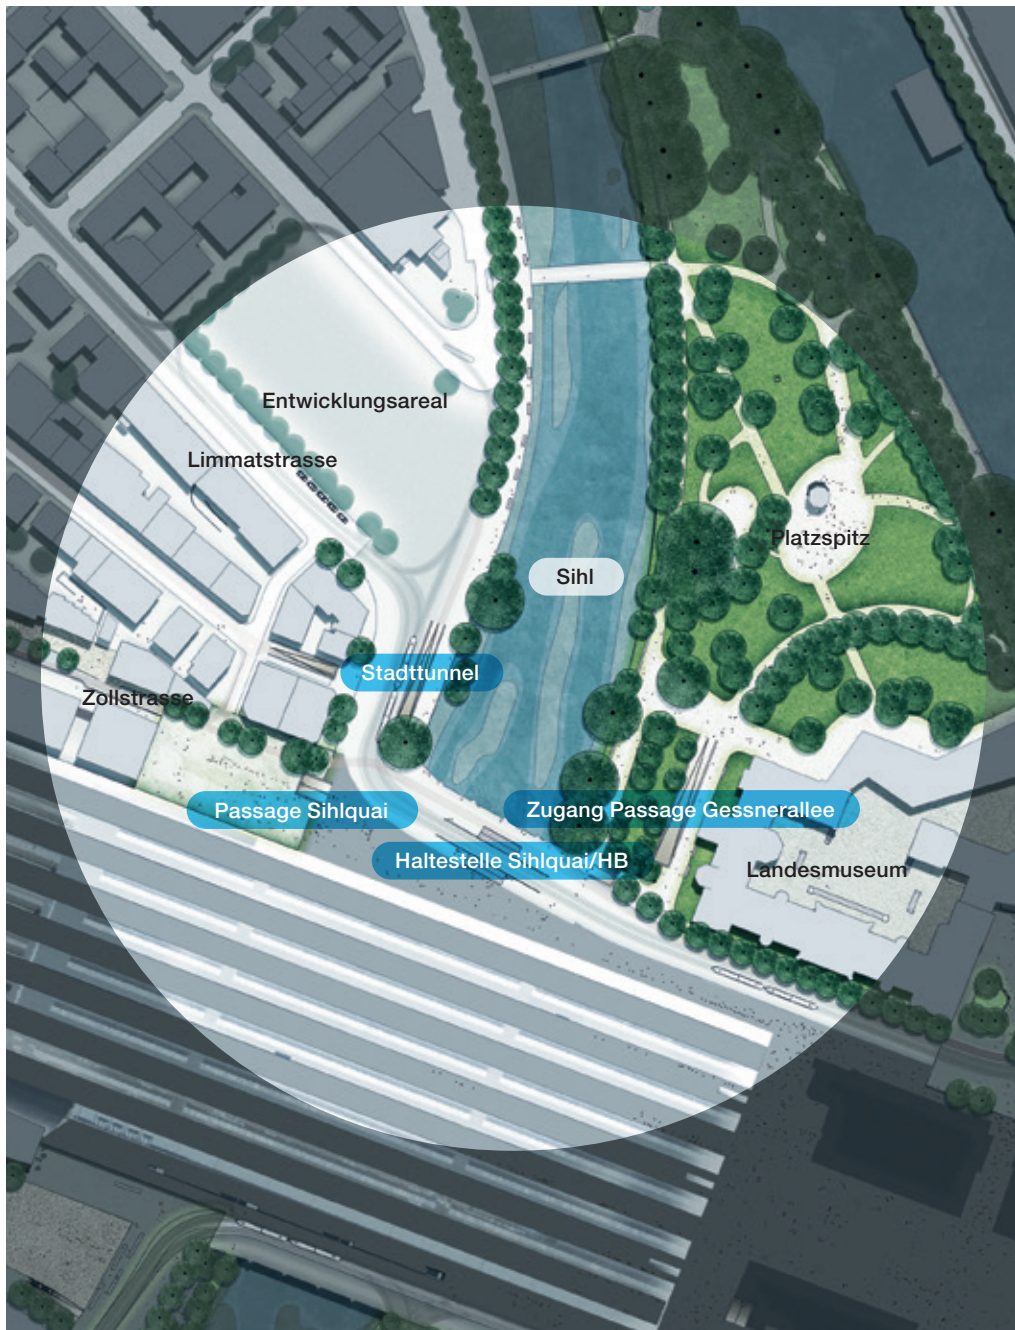 Entwicklungsareal
Limmatstrasse
Platzspitz
Sihl
Stadttunnel
Zollstrasse
Passage Sihlquai
Zugang Passage Gessnerallee
Haltestelle Sihlquai/HB
Landesmuseum